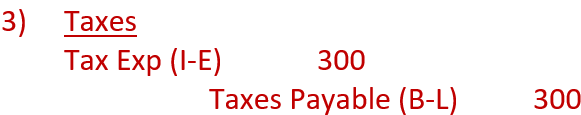 3) Taxes
Tax Exp (I-E) 300
Taxes Payable (B-L) 300